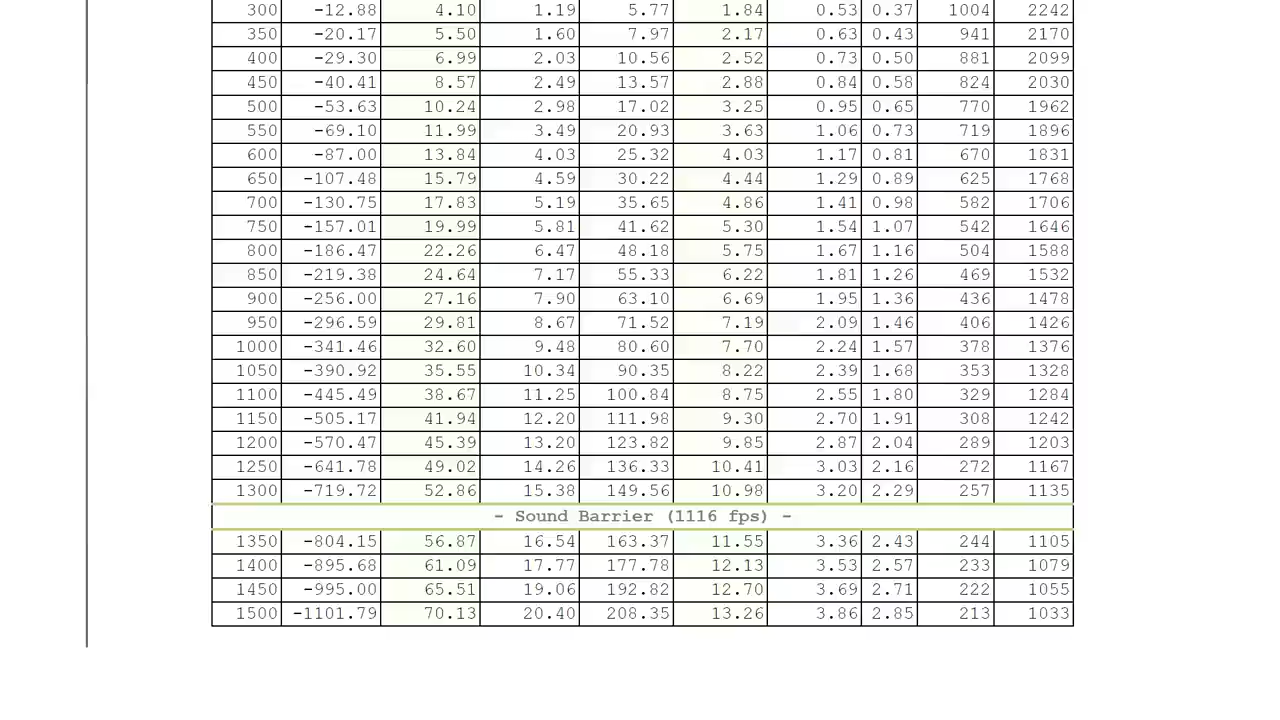 300 -12.88 4.10 1.19 5.77 1.84 0.53 0.37 1004 2242
350 -20.17 5.50 1.60 7.97 2.17 0.63 0.43 941 2170
400 -29.30 6.99 2.03 10.56 2.52 0.73 0.50 881 2099
450 -40.41 8.57 2.49 13.57 2.88 0.84 0.58 824 2030
500 -53.63 10.24 2.98 17.02 3.25 0.95 0.65 770 1962
550 -69.10 11.99 3.49 20.93 3.63 1.06 0.73 719 1896
600 -87.00 13.84 4.03 25.32 4.03 1.17 0.81 670 1831
650 -107.48 15.79 4.59 30.22 4.44 1.29 0.89 625 1768
700 -130.75 17.83 5.19 35.65 4.86 1.41 0.98 582 1706
750 -157.01 19.99 5.81 41.62 5.30 1.54 1.07 542 1646
800 -186.47 22.26 6.47 48.18 5.75 1.67 1.16 504 1588
850 -219.38 24.64 7.17 55.33 6.22 1.81 1.26 469 1532
900 -256.00 27.16 7.90 63.10 6.69 1.95 1.36 436 1478
950 -296.59 29.81 8.67 71.52 7.19 2.09 1.46 406 1426
1000 -341.46 32.60 9.48 80.60 7.70 2.24 1.57 378 1376
1050 -390.92 35.55 10.34 90.35 8.22 2.39 1.68 353 1328
1100 -445.49 38.67 11.25 100.84 8.75 2.55 1.80 329 1284
1150 -505.17 41.94 12.20 111.98 9.30 2.70 1.91 308 1242
1200 -570.47 45.39 13.20 123.82 9.85 2.87 2.04 289 1203
1250 -641.78 49.02 14.26 136.33 10.41 3.03 2.16 272 1167
1300 -719.72 52.86 15.38 149.56 10.98 3.20 2.29 257 1135
- Sound Barrier (1116 fps) -
1350 -804.15 56.87 16.54 163.37 11.55 3.36 2.43 244 1105
1400 -895.68 61.09 17.77 177.78 12.13 3.53 2.57 233 1079
1450 -995.00 65.51 19.06 192.82 12.70 3.69 2.71 222 1055
1500 -1101.79 70.13 20.40 208.35 13.26 3.86 2.85 213 1033